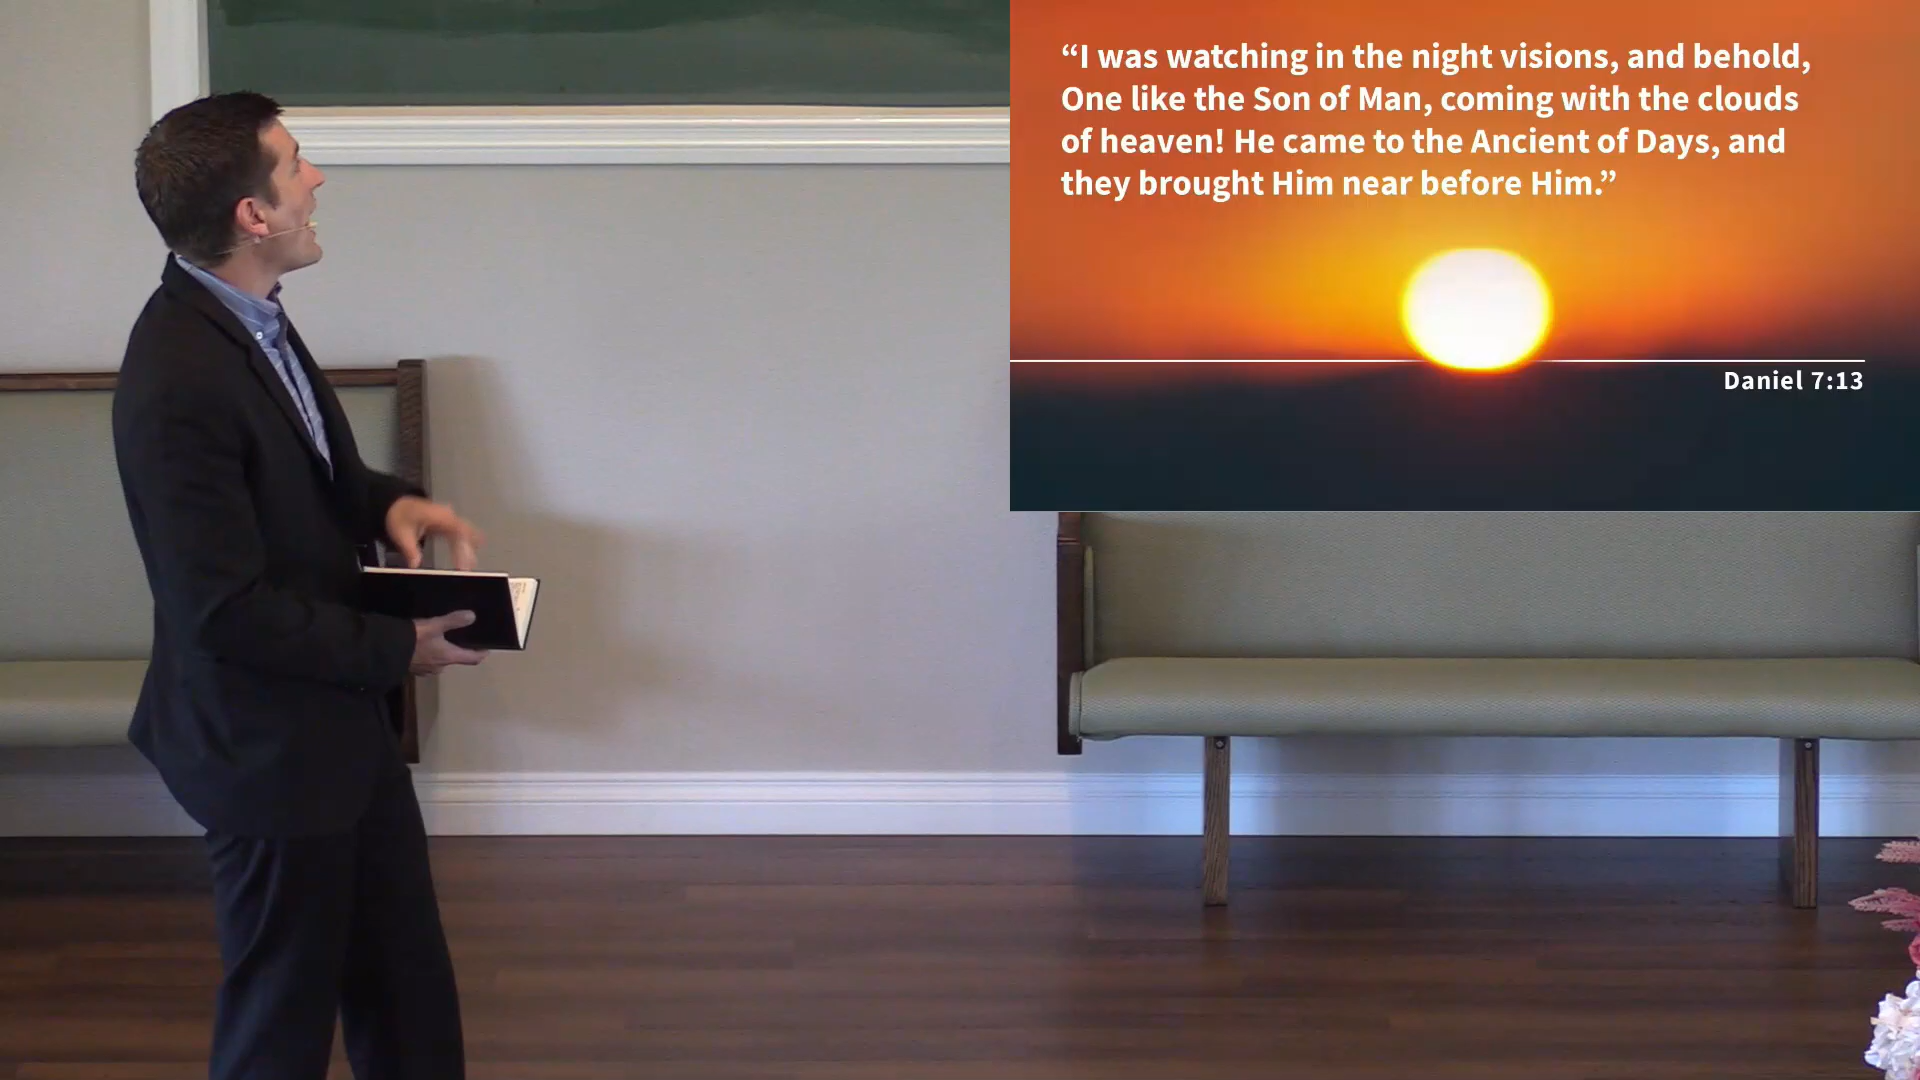 “I was watching in the night visions, and behold,
One like the Son of Man, coming with the clouds
of heaven! He came to the Ancient of Days, and
they brought Him near before Him.”
Daniel 7:13